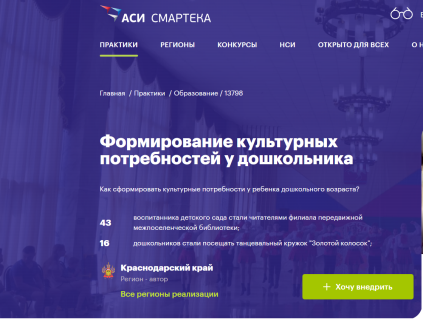 АСИ СМАРТЕКА
ПРАКТИКИ РЕГИОНЫ КОНКУРСЫ НСИ ОТКРЫТО ДЛЯ ВСЕХ О Н
Главная / Практики / Образование / 13798
Формирование культурных
потребностей у дошкольника
Как сформировать культурные потребности у ребенка дошкольного возраста?
43 воспитанника детского сада стали читателями филиала передвижной
межпоселенческой библиотеки;
16 дошкольников стали посещать танцевальный кружок "Золотой колосок";
Краснодарский край
Регион - автор
Все регионы реализации
+ Хочу внедрить